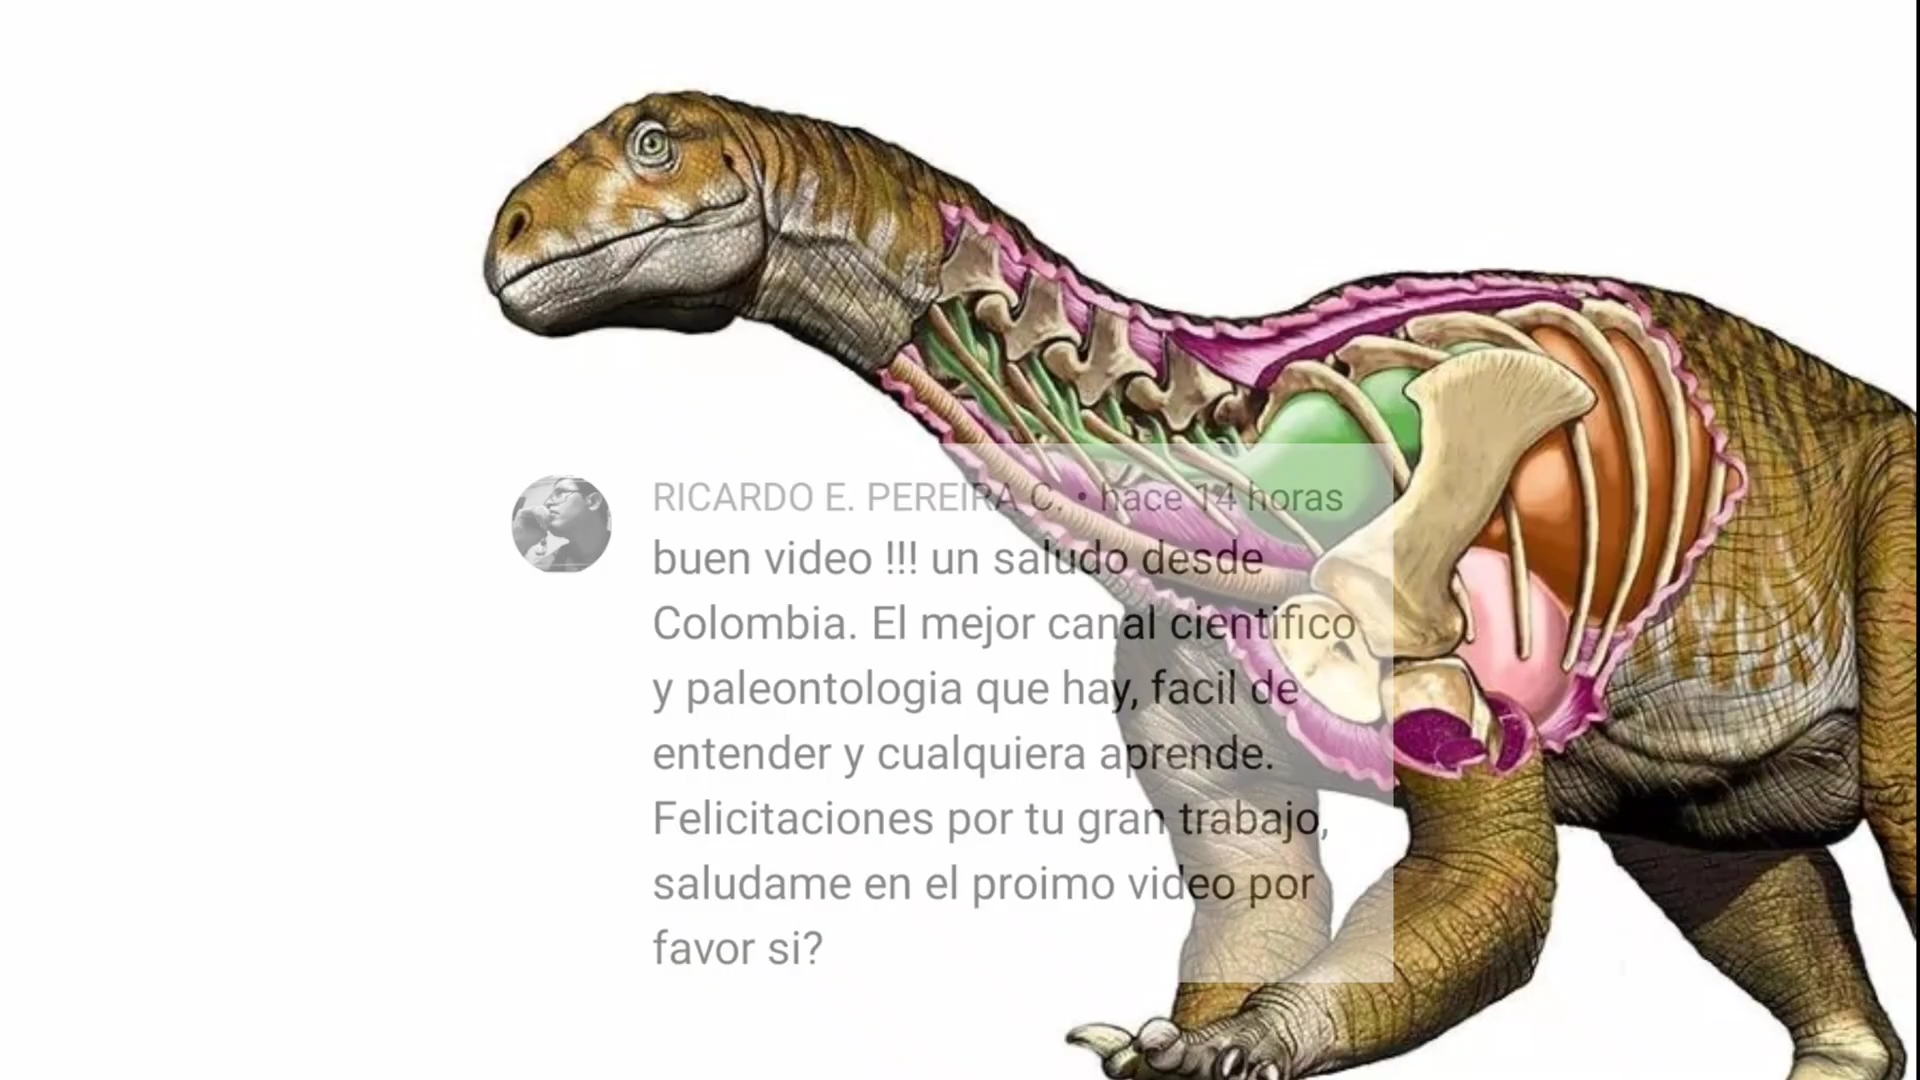 RICARDO E. PEREIRA C. • hace 14 horas
buen video !!! un saludo desde
Colombia. El mejor canal cientifico
y paleontologia que hay, facil de
entender y cualquiera aprende.
Felicitaciones por tu gran trabajo,
saludame en el proimo video por
favor si?